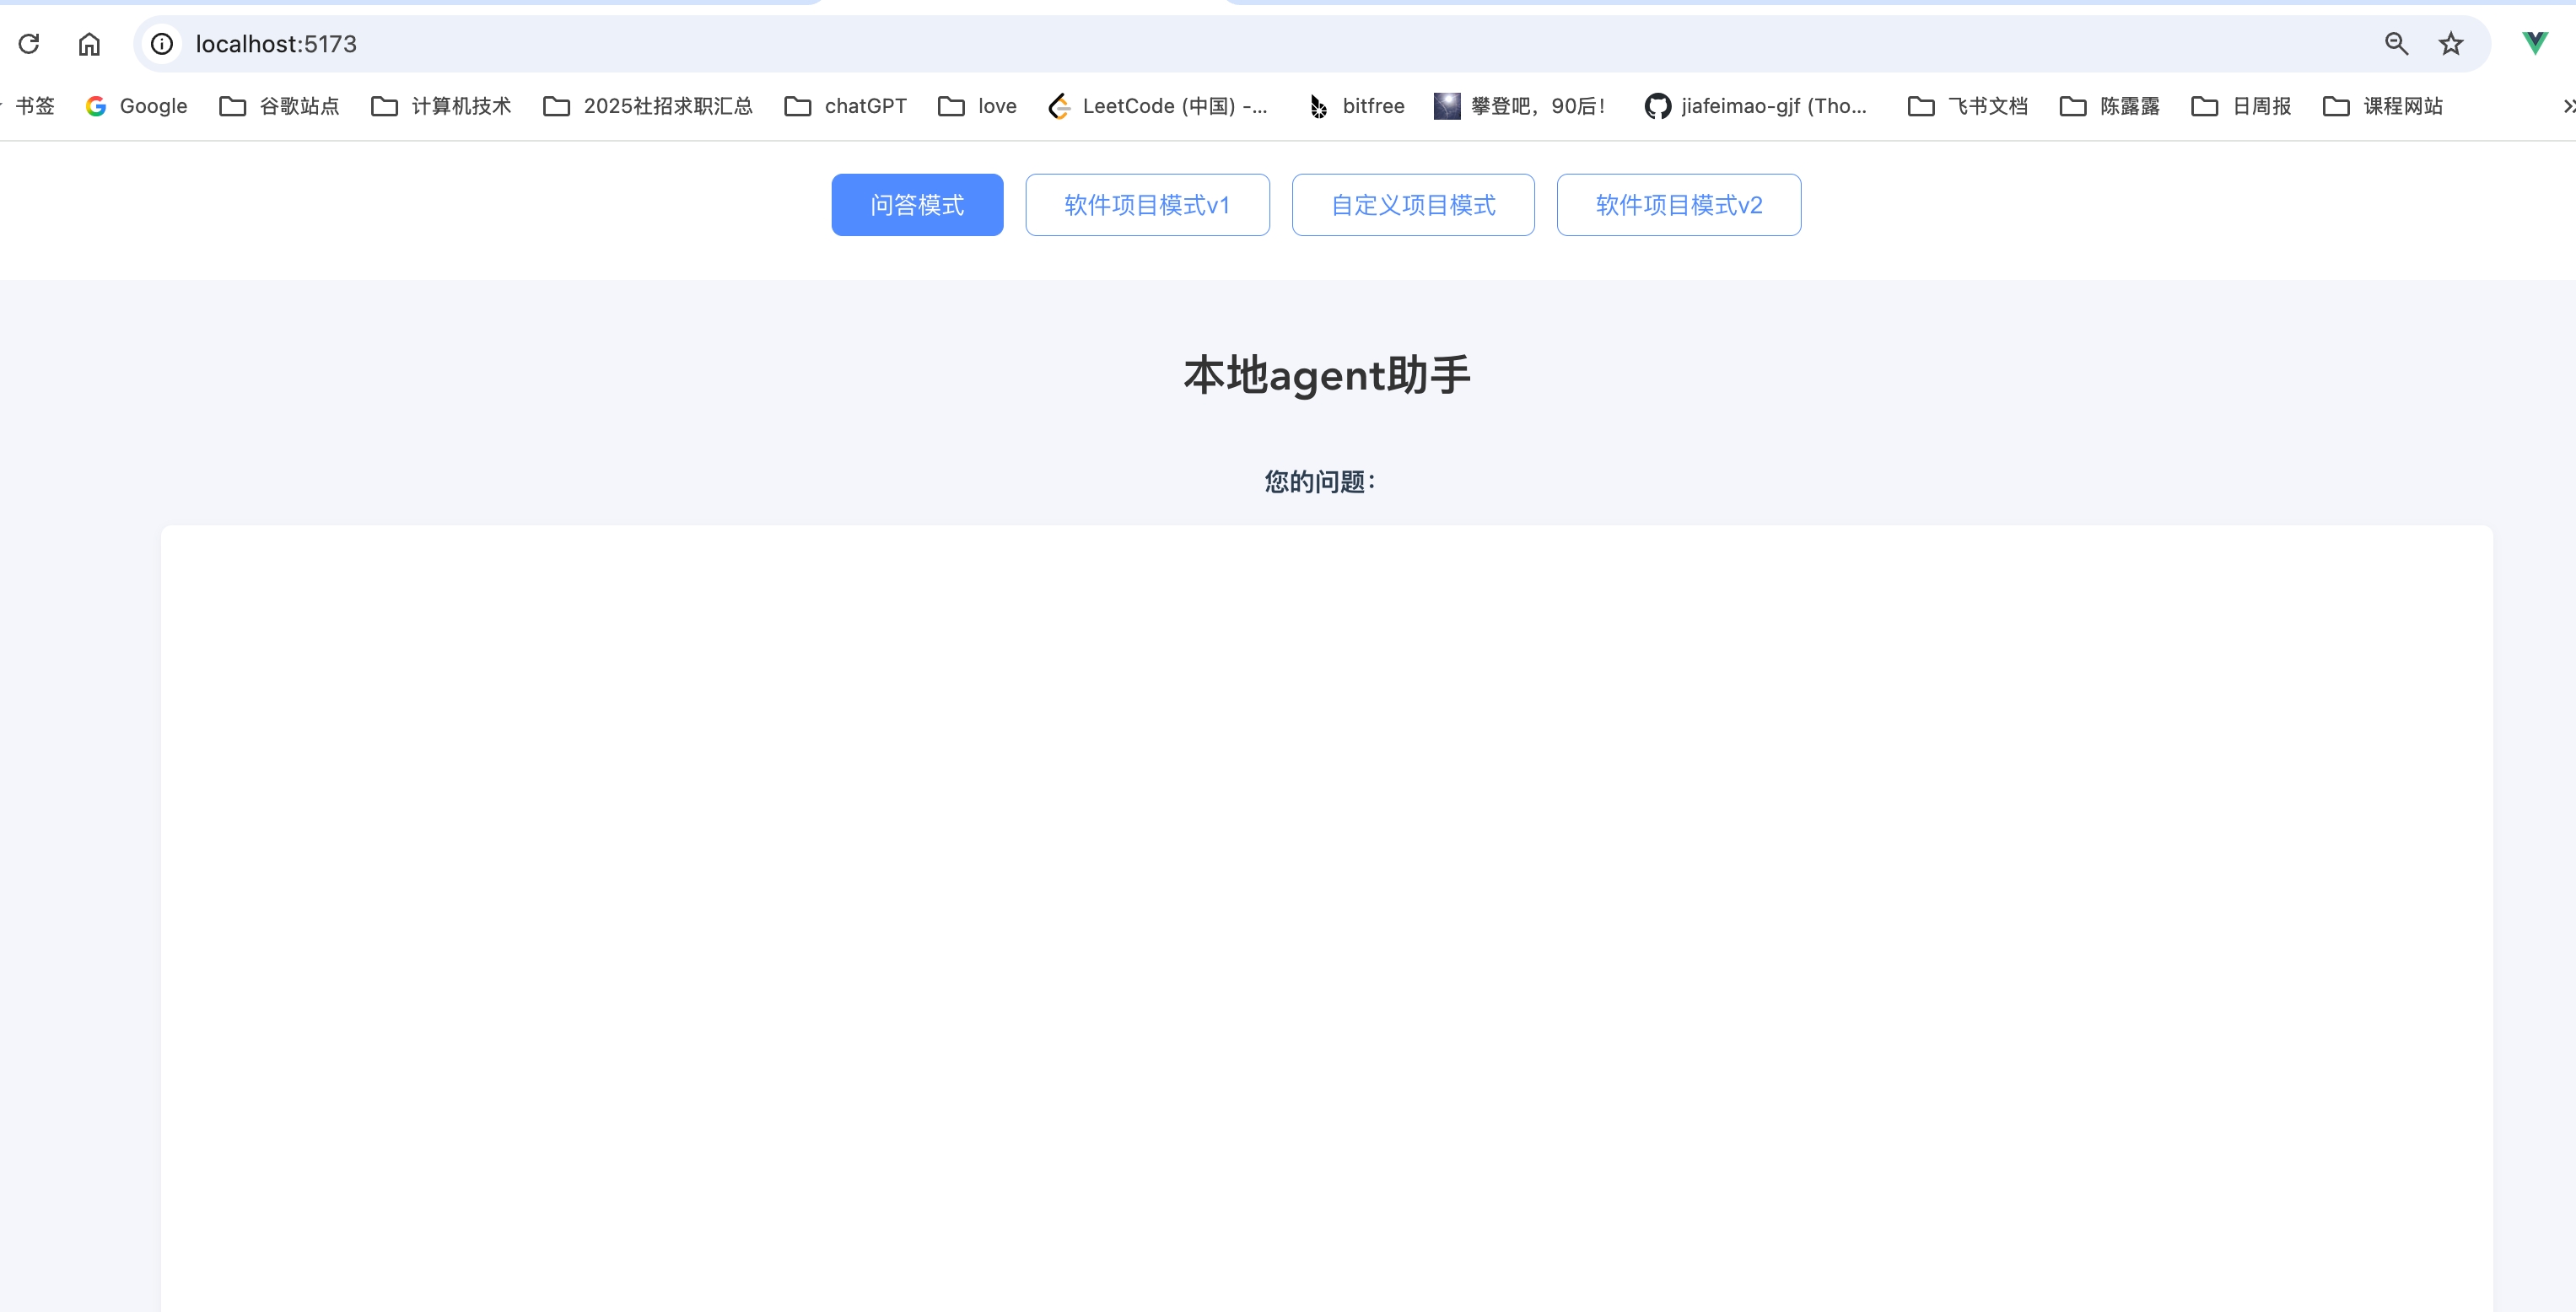 localhost:5173
书签 Google 谷歌站点 计算机技术 2025社招求职汇总 chatGPT love LeetCode (中国) -... bitfree 攀登吧，90后！ jiafeimao-gjf (Tho... 飞书文档 陈露露 日周报 课程网站
问答模式 软件项目模式v1 自定义项目模式 软件项目模式v2
本地agent助手
您的问题：